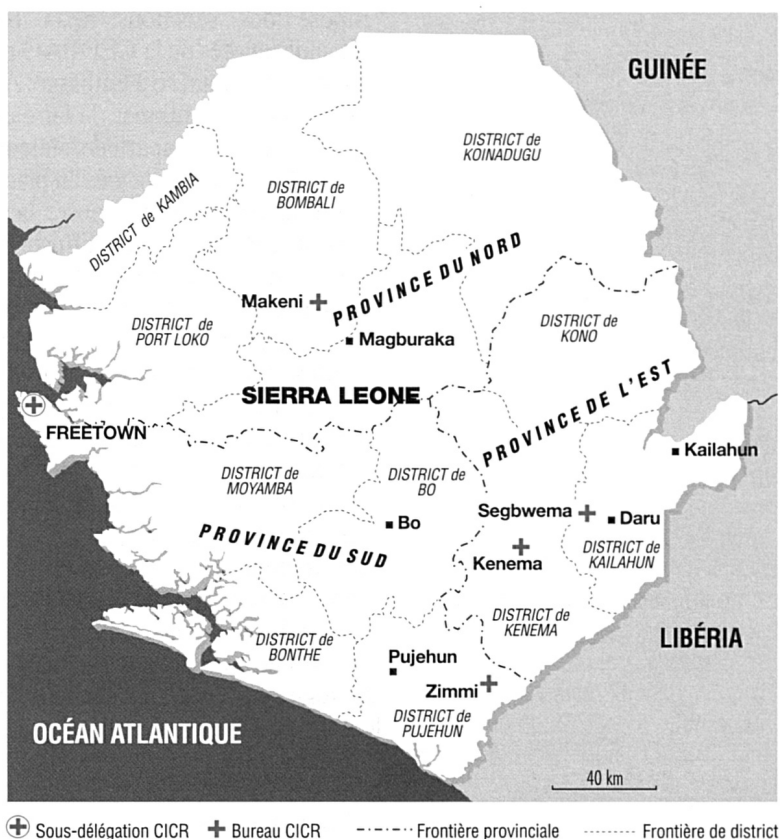 GUINÉE
DISTRICT de
KOINADUGU
DISTRICT de
BOMBALI
DISTRICT de KAMBIA
PROVINCE DU NORD
Makeni
DISTRICT de
PORT LOKO
Magburaka
DISTRICT de
KONO
SIERRA LEONE
PROVINCE DE L'EST
FREETOWN
Kailahun
DISTRICT de
MOYAMBA
DISTRICT de
BO
Segbwema
Daru
Bo
PROVINCE DU SUD
Kenema
DISTRICT de
KAILAHUN
DISTRICT de
KENEMA
DISTRICT de
BONTHE
LIBÉRIA
Pujehun
Zimmi
DISTRICT de
PUJEHUN
OCÉAN ATLANTIQUE
40 km
Sous-délégation CICR Bureau CICR Frontière provinciale Frontière de district